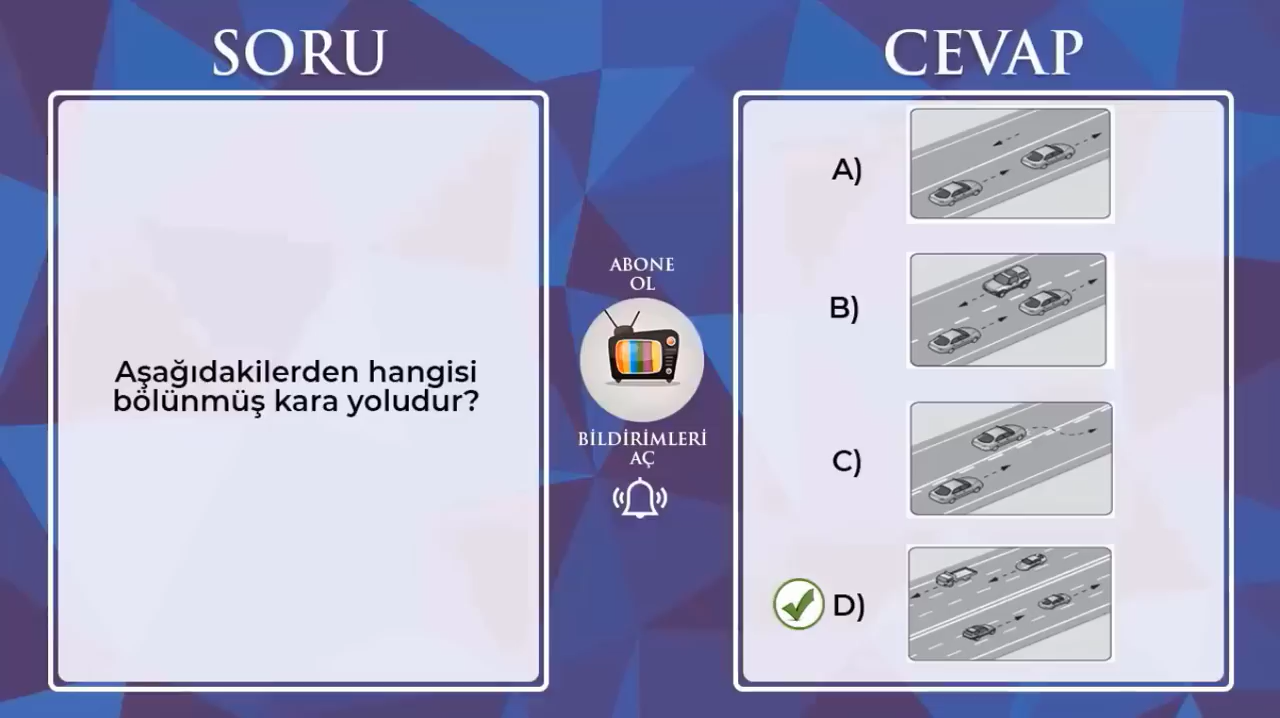 SORU
Aşağıdakilerden hangisi
bölünmüş kara yoludur?
ABONE
OL
BİLDİRİMLERİ
AÇ
CEVAP
A)
B)
C)
D)